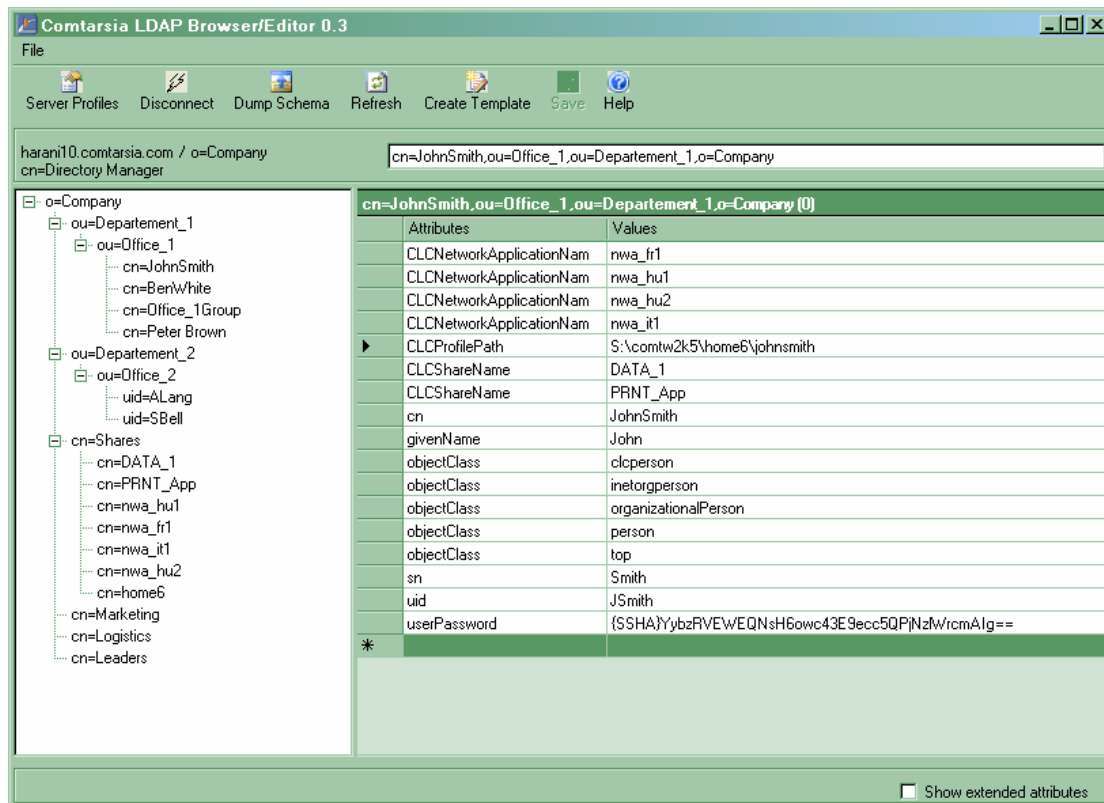 Comtarsia LDAP Browser/Editor 0.3
File
Server Profiles Disconnect Dump Schema Refresh Create Template Save Help
harani10.comtarsia.com / o=Company
cn=Directory Manager
cn=JohnSmith,ou=Office_1,ou=Departement_1,o=Company
o=Company
ou=Departement_1
ou=Office_1
cn=JohnSmith
cn=BenWhite
cn=Office_1Group
cn=Peter Brown
ou=Departement_2
ou=Office_2
uid=ALang
uid=SBell
cn=Shares
cn=DATA_1
cn=PRNT_App
cn=nwa_hu1
cn=nwa_fr1
cn=nwa_it1
cn=nwa_hu2
cn=home6
cn=Marketing
cn=Logistics
cn=Leaders
cn=JohnSmith,ou=Office_1,ou=Departement_1,o=Company (0)
Attributes Values
CLCNetworkApplicationNam nwa_fr1
CLCNetworkApplicationNam nwa_hu1
CLCNetworkApplicationNam nwa_hu2
CLCNetworkApplicationNam nwa_it1
CLCProfilePath S:\comtw2k5\home6\johnsmith
CLCShareName DATA_1
CLCShareName PRNT_App
cn JohnSmith
givenName John
objectClass clcperson
objectClass inetorgperson
objectClass organizationalPerson
objectClass person
objectClass top
sn Smith
uid JSmith
userPassword {SSHA}YybzRVEWEQNsH6owc43E9ecc5QPjNzfWrcmAIg==
Show extended attributes